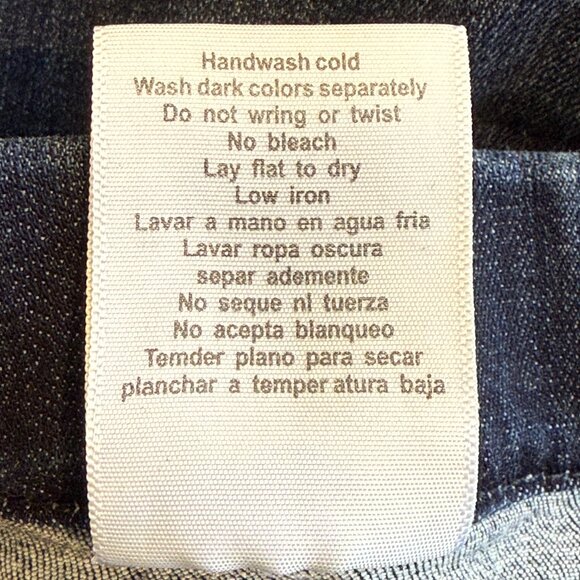 Handwash cold
Wash dark colors separately
Do not wring or twist
No bleach
Lay flat to dry
Low iron
Lavar a mano en agua fria
Lavar ropa oscura
separ ademente
No seque nl tuerza
No acepta blanqueo
Temder plano para secar
planchar a temper atura baja